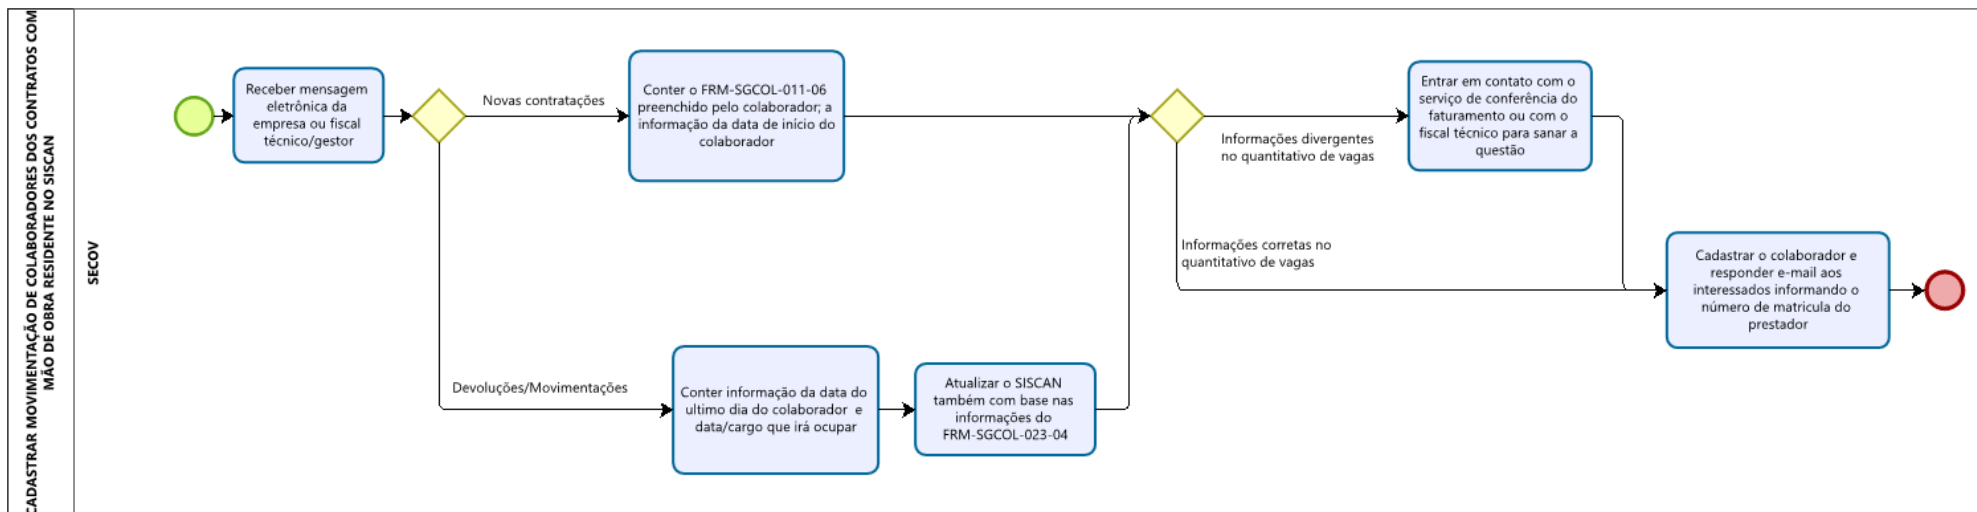 CADASTRAR MOVIMENTAÇÃO DE COLABORADORES DOS CONTRATOS COM
MÃO DE OBRA RESIDENTE NO SISCAN
SECOV
Receber mensagem
eletrônica da
empresa ou fiscal
técnico/gestor
Novas contratações
Conter o FRM-SGCOL-011-06
preenchido pelo colaborador; a
informação da data de início do
colaborador
Informações divergentes
no quantitativo de vagas
Entrar em contato com o
serviço de conferência do
faturamento ou com o
fiscal técnico para sanar a
questão
Informações corretas no
quantitativo de vagas
Cadastrar o colaborador e
responder e-mail aos
interessados informando o
número de matricula do
prestador
Devoluções/Movimentações
Conter informação da data do
ultimo dia do colaborador e
data/cargo que irá ocupar
Atualizar o SISCAN
também com base nas
informações do
FRM-SGCOL-023-04